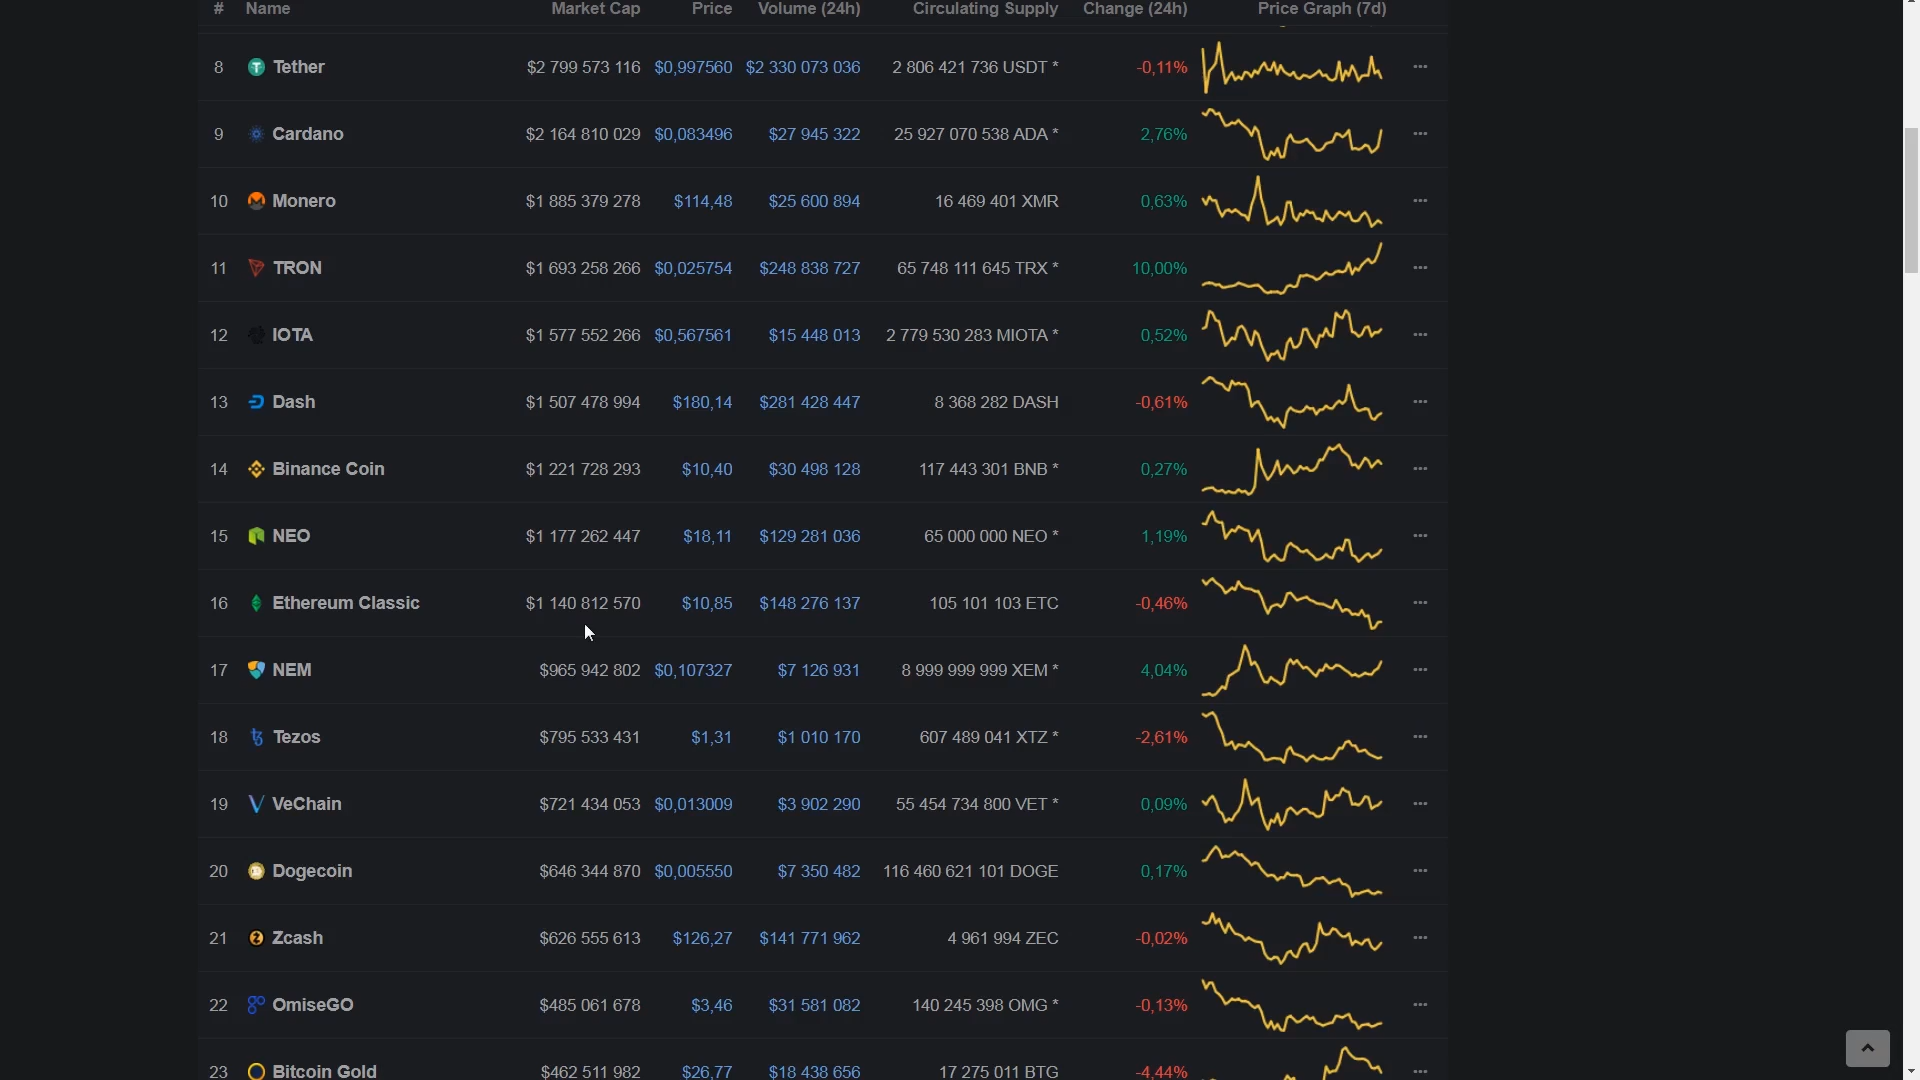 # Name Market Cap Price Volume (24h) Circulating Supply Change (24h) Price Graph (7d)
8 Tether $2 799 573 116 $0,997560 $2 330 073 036 2 806 421 736 USDT * -0,11%
9 Cardano $2 164 810 029 $0,083496 $27 945 322 25 927 070 538 ADA * 2,76%
10 Monero $1 885 379 278 $114,48 $25 600 894 16 469 401 XMR 0,63%
11 TRON $1 693 258 266 $0,025754 $248 838 727 65 748 111 645 TRX * 10,00%
12 IOTA $1 577 552 266 $0,567561 $15 448 013 2 779 530 283 MIOTA * 0,52%
13 Dash $1 507 478 994 $180,14 $281 428 447 8 368 282 DASH -0,61%
14 Binance Coin $1 221 728 293 $10,40 $30 498 128 117 443 301 BNB * 0,27%
15 NEO $1 177 262 447 $18,11 $129 281 036 65 000 000 NEO * 1,19%
16 Ethereum Classic $1 140 812 570 $10,85 $148 276 137 105 101 103 ETC -0,46%
17 NEM $965 942 802 $0,107327 $7 126 931 8 999 999 999 XEM * 4,04%
18 Tezos $795 533 431 $1,31 $1 010 170 607 489 041 XTZ * -2,61%
19 VeChain $721 434 053 $0,013009 $3 902 290 55 454 734 800 VET * 0,09%
20 Dogecoin $646 344 870 $0,005550 $7 350 482 116 460 621 101 DOGE 0,17%
21 Zcash $626 555 613 $126,27 $141 771 962 4 961 994 ZEC -0,02%
22 OmiseGO $485 061 678 $3,46 $31 581 082 140 245 398 OMG * -0,13%
23 Bitcoin Gold $462 511 982 $26,77 $18 438 656 17 275 011 BTG -4,44%